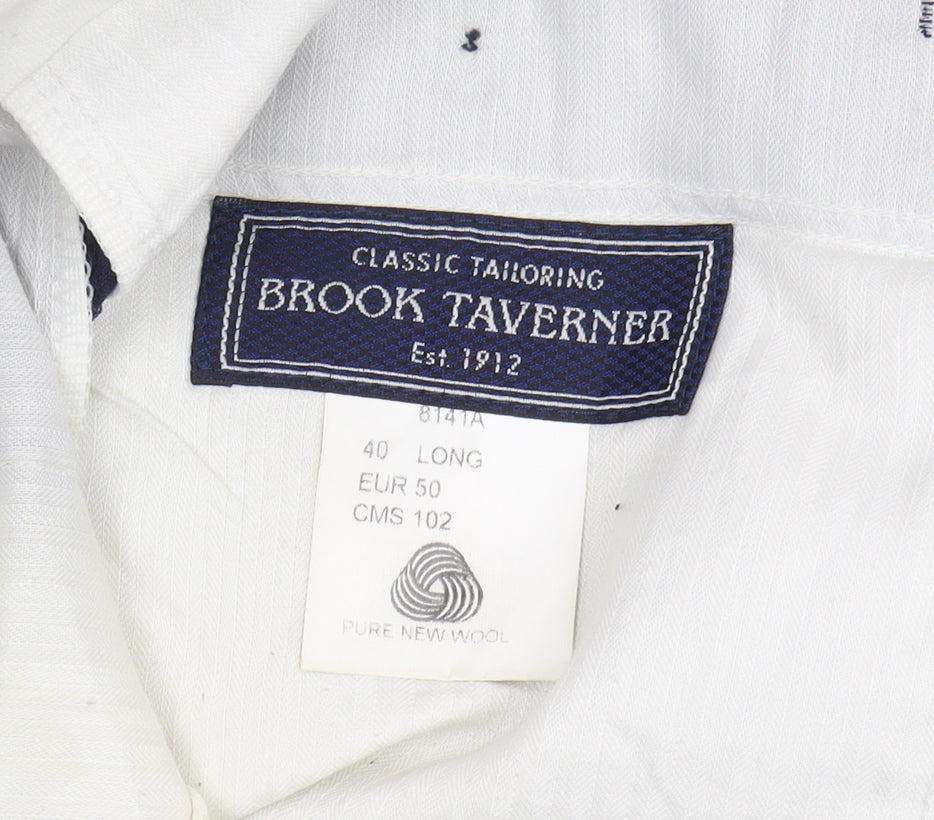 CLASSIC TAILORING
BROOK TAVERNER
Est. 1912
8141A
40 LONG
EUR 50
CMS 102
PURE NEW WOOL